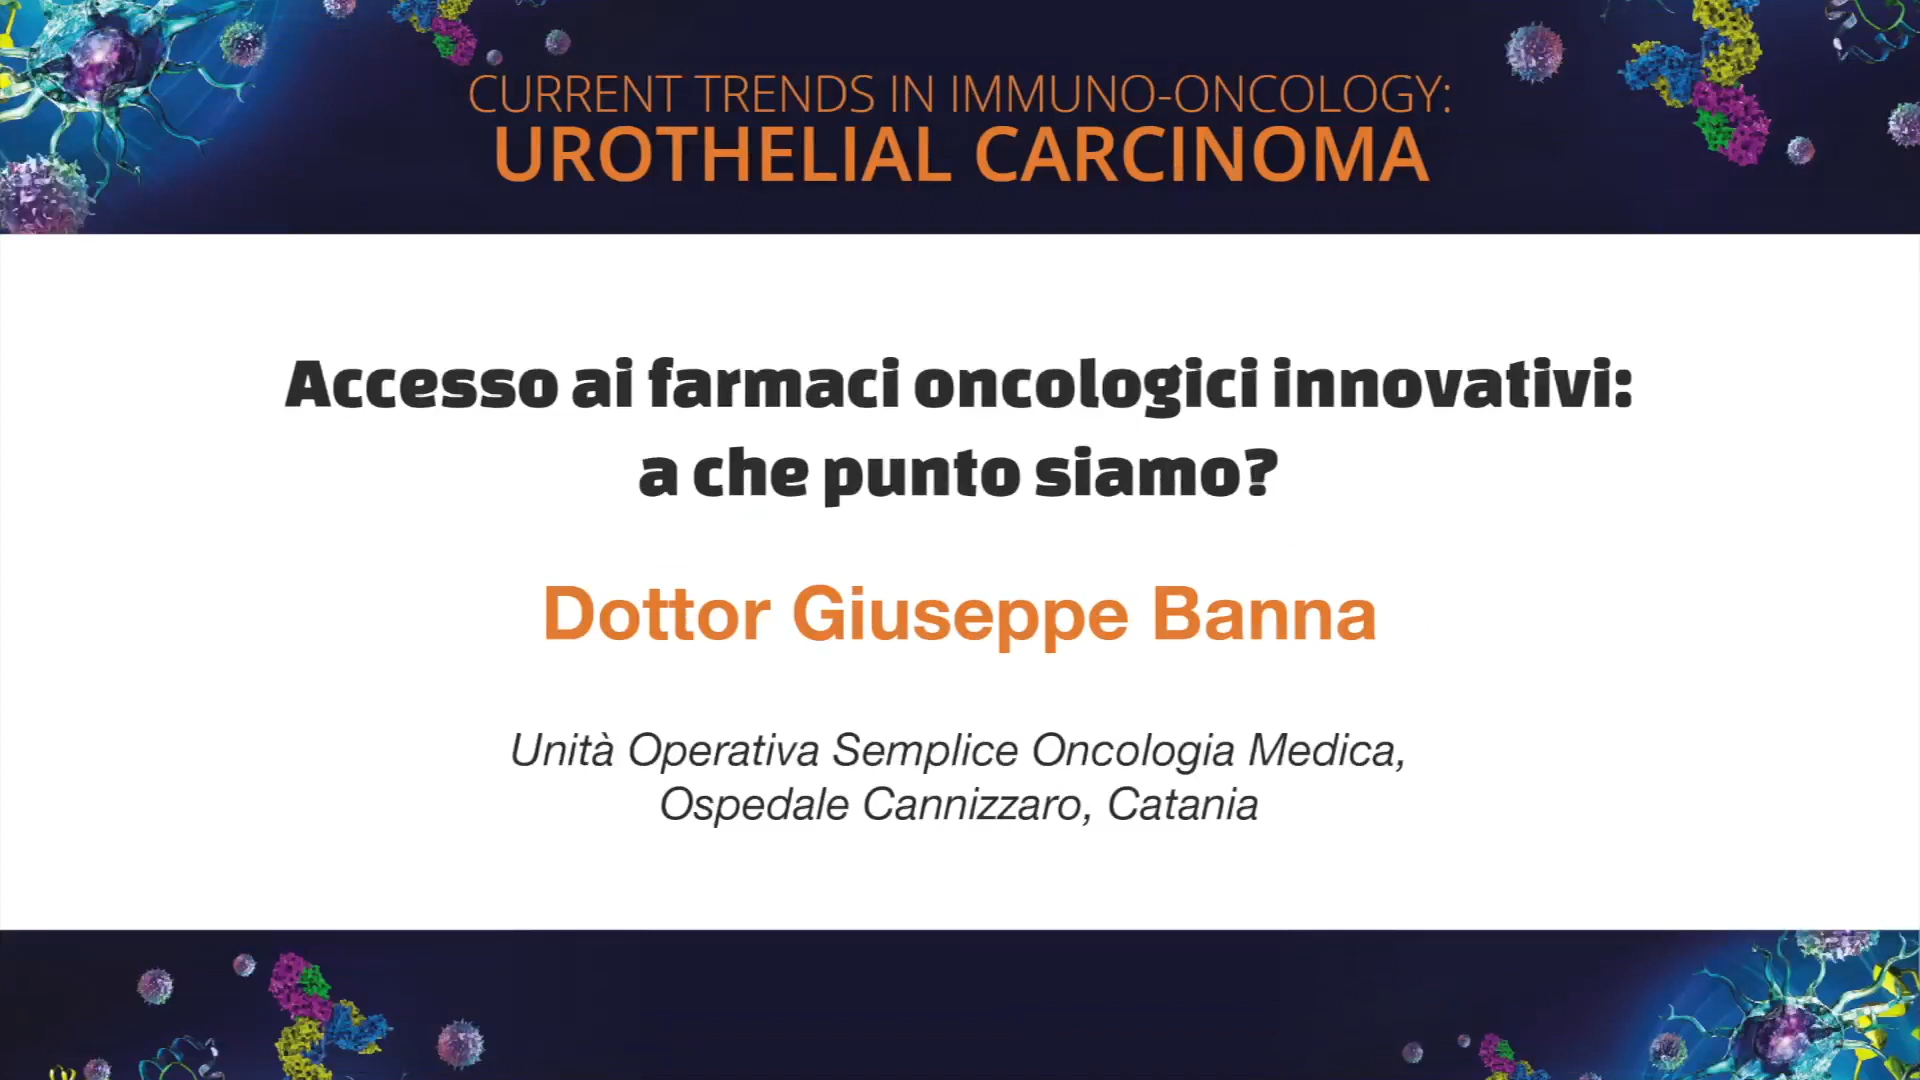 CURRENT TRENDS IN IMMUNO-ONCOLOGY:
UROTHELIAL CARCINOMA
Accesso ai farmaci oncologici innovativi:
a che punto siamo?
Dottor Giuseppe Banna
Unità Operativa Semplice Oncologia Medica,
Ospedale Cannizzaro, Catania